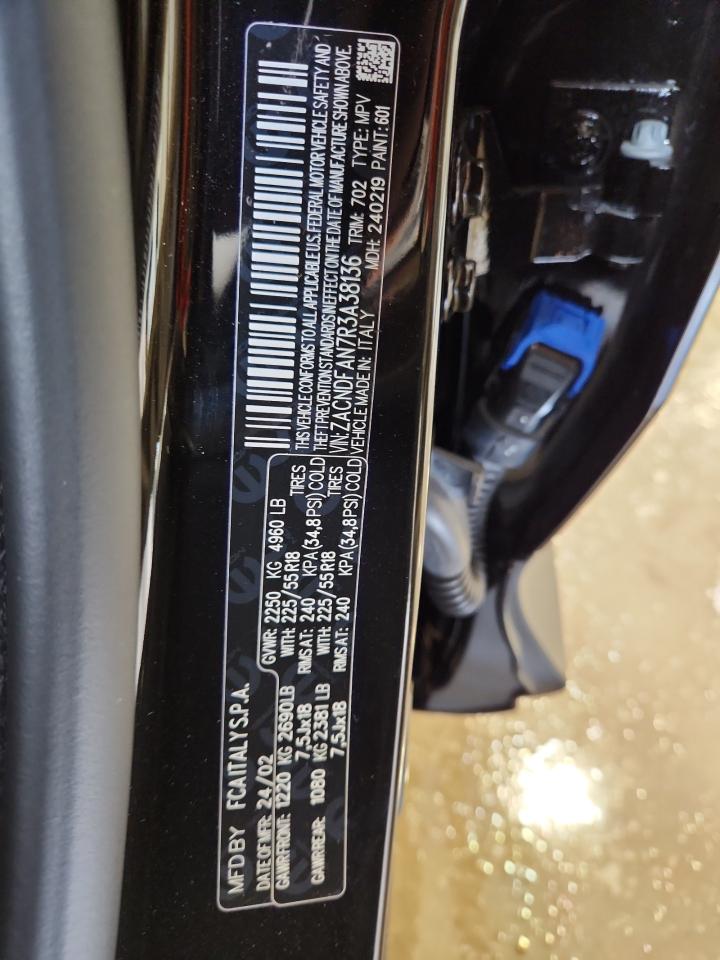 MFD BY FCA ITALY S.P.A.
DATE OF MFR: 24/02 GVWR: 2250 KG 4960 LB
GAWR FRONT: 1220 KG 2690LB WITH: 225/55R18 TIRES
7,5Jx18 RIMS AT: 240 KPA(34,8PSI) COLD
GAWR REAR: 1080 KG 2381 LB WITH: 225/55R18 TIRES
7,5Jx18 RIMS AT: 240 KPA(34,8PSI) COLD
THIS VEHICLE CONFORMS TO ALL APPLICABLE U.S. FEDERAL MOTOR VEHICLE SAFETY AND
THEFT PREVENTION STANDARDS IN EFFECT ON THE DATE OF MANUFACTURE SHOWN ABOVE.
VIN: ZACNDFAN7R3A38136 TRIM: 702 TYPE: MPV
VEHICLE MADE IN: ITALY MDH: 240219 PAINT: 601